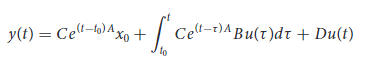 y(t) = Ce^{(t−t_0)A}x_0 + ∫_{t_0}^{t} Ce^{(t−τ)A}Bu(τ)dτ + Du(t)